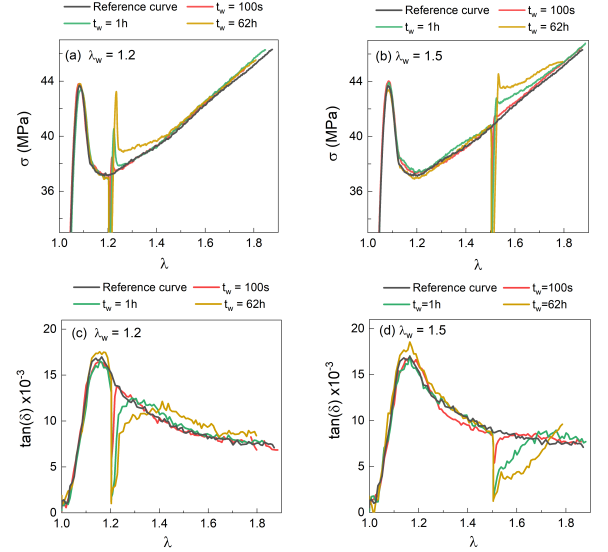 Reference curve t_w = 100s
t_w = 1h t_w = 62h
(a) λ_w = 1.2
σ (MPa)
44
40
36
1.0 1.2 1.4 1.6 1.8
λ
Reference curve t_w = 100s
t_w = 1h t_w = 62h
(b) λ_w = 1.5
σ (MPa)
44
40
36
1.0 1.2 1.4 1.6 1.8
λ
Reference curve t_w = 100s
t_w = 1h t_w = 62h
(c) λ_w = 1.2
tan(δ) x10⁻³
20
15
10
5
0
1.0 1.2 1.4 1.6 1.8
λ
Reference curve t_w=100s
t_w=1h t_w=62h
(d) λ_w = 1.5
tan(δ) x10⁻³
20
15
10
5
0
1.0 1.2 1.4 1.6 1.8
λ